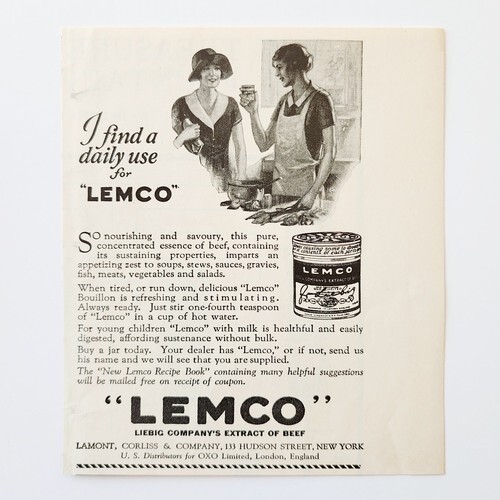 I find a
daily use
for
"LEMCO"
SO nourishing and savoury, this pure,
concentrated essence of beef, containing
its sustaining properties, imparts an
appetizing zest to soups, stews, sauces, gravies,
fish, meats, vegetables and salads.
LEMCO
When tired, or run down, delicious "Lemco"
Bouillon is refreshing and stimulating.
Always ready. Just stir one-fourth teaspoon
of "Lemco" in a cup of hot water.
For young children "Lemco" with milk is healthful and easily
digested, affording sustenance without bulk.
Buy a jar today. Your dealer has "Lemco," or if not, send us
his name and we will see that you are supplied.
The "New Lemco Recipe Book" containing many helpful suggestions
will be mailed free on receipt of coupon.
"LEMCO"
LIEBIG COMPANY'S EXTRACT OF BEEF
LAMONT, CORLISS & COMPANY, 133 HUDSON STREET, NEW YORK
U. S. Distributors for OXO Limited, London, England